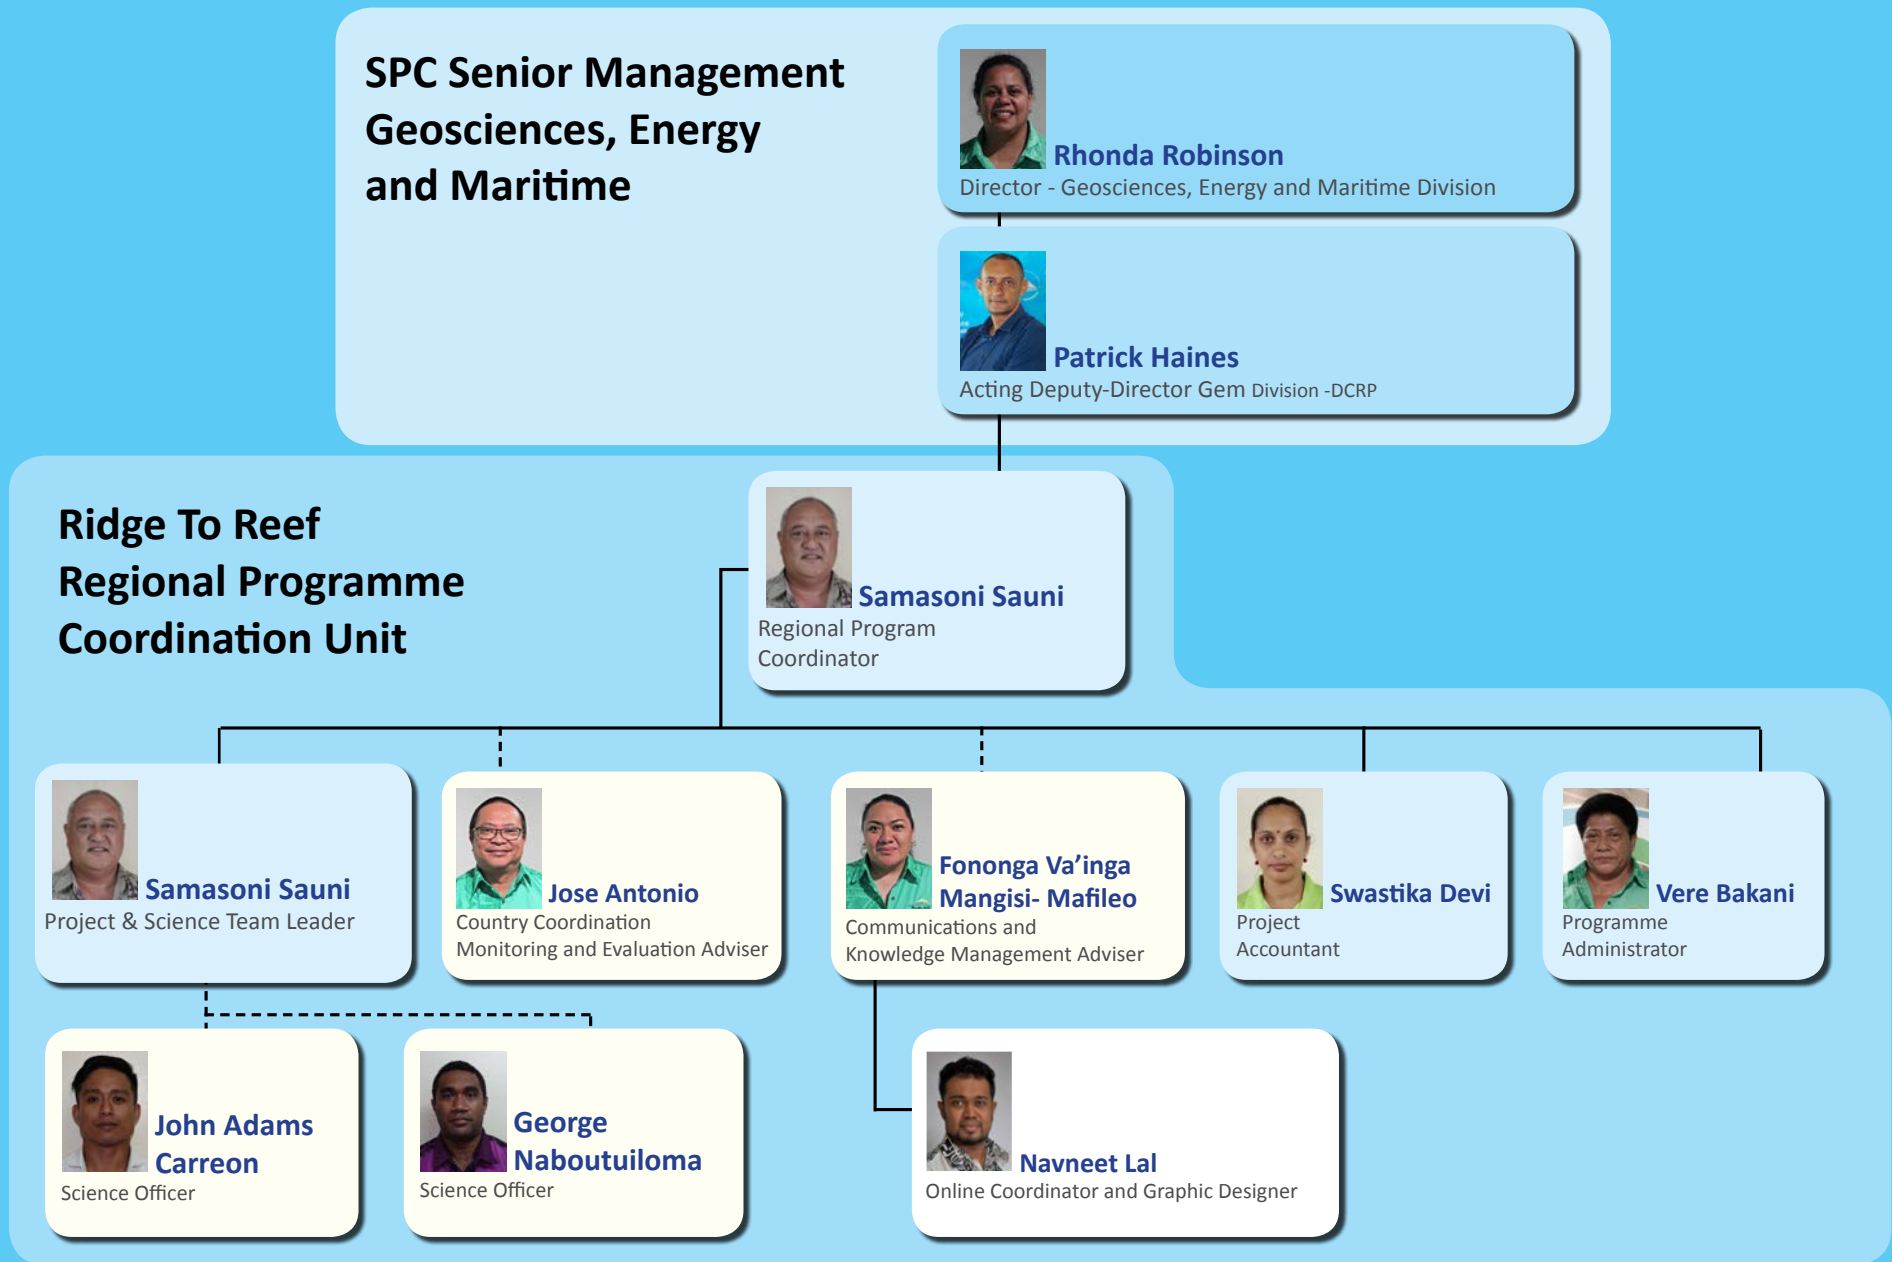 SPC Senior Management
Geosciences, Energy
and Maritime
Rhonda Robinson
Director - Geosciences, Energy and Maritime Division
Patrick Haines
Acting Deputy-Director Gem Division -DCRP
Ridge To Reef
Regional Programme
Coordination Unit
Samasoni Sauni
Regional Program
Coordinator
Samasoni Sauni
Project & Science Team Leader
Jose Antonio
Country Coordination
Monitoring and Evaluation Adviser
Fononga Va’inga
Mangisi- Mafileo
Communications and
Knowledge Management Adviser
Swastika Devi
Project
Accountant
Vere Bakani
Programme
Administrator
John Adams
Carreon
Science Officer
George
Naboutuiloma
Science Officer
Navneet Lal
Online Coordinator and Graphic Designer